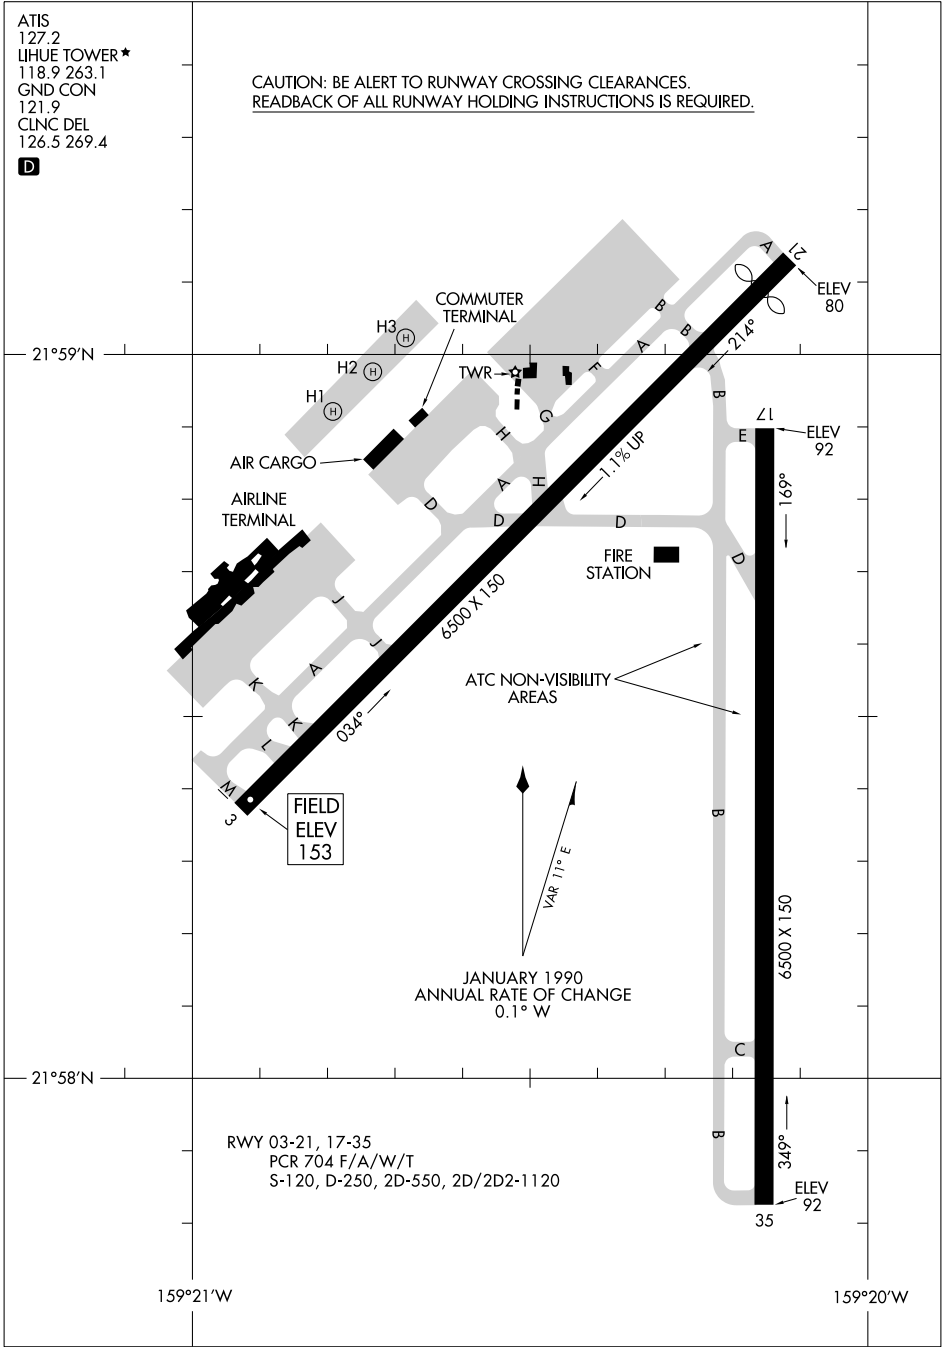 ATIS
127.2
LIHUE TOWER★
118.9 263.1
GND CON
121.9
CLNC DEL
126.5 269.4
D
CAUTION: BE ALERT TO RUNWAY CROSSING CLEARANCES.
READBACK OF ALL RUNWAY HOLDING INSTRUCTIONS IS REQUIRED.
A
21
ELEV
80
COMMUTER
TERMINAL
B
B
H3
H
214°
A
21°59'N
H2
H
TWR
F
B
H1
H
G
17
H
E
ELEV
92
1.1% UP
AIR CARGO
A
H
169°
AIRLINE
TERMINAL
D
D
D
FIRE
STATION
D
6500 X 150
J
J
A
K
ATC NON-VISIBILITY
AREAS
K
034°
L
W
3
FIELD
ELEV
153
B
VAR 11° E
6500 X 150
JANUARY 1990
ANNUAL RATE OF CHANGE
0.1° W
C
21°58'N
B
349°
RWY 03-21, 17-35
PCR 704 F/A/W/T
S-120, D-250, 2D-550, 2D/2D2-1120
ELEV
92
35
159°21'W
159°20'W